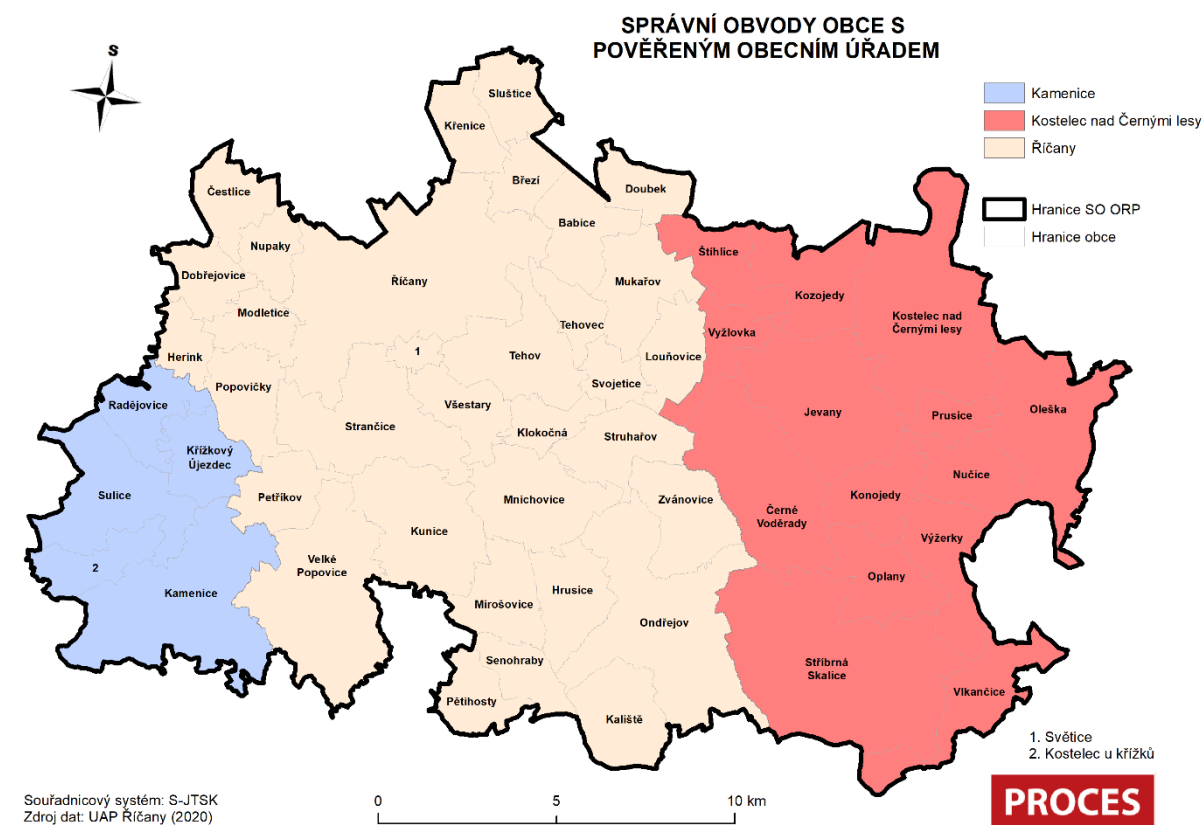 SPRÁVNÍ OBVODY OBCE S
POVĚŘENÝM OBECNÍM ÚŘADEM
S
Kamenice
Kostelec nad Černými lesy
Říčany
Hranice SO ORP
Hranice obce
Sluštice
Křenice
Březí
Doubek
Čestlice
Babice
Nupaky
Štíhlice
Dobřejovice
Říčany
Mukařov
Kozojedy
Modletice
Kostelec nad
Černými lesy
Tehovec
Vyžlovka
1
Herink
Tehov
Louňovice
Popovičky
Svojetice
Radějovice
Všestary
Jevany
Prusice
Oleška
Strančice
Klokočná
Struhařov
Křížkový
Újezdec
Nučice
Sulice
Petříkov
Mnichovice
Zvánovice
Konojedy
Černé
Voděrady
Kunice
Výžerky
2
Velké
Popovice
Oplany
Kamenice
Hrusice
Mirošovice
Ondřejov
Senohraby
Stříbrná
Skalice
Pětihosty
Vlkančice
Kaliště
1. Světice
2. Kostelec u křížků
Souřadnicový systém: S-JTSK
Zdroj dat: UAP Říčany (2020)
0 5 10 km
PROCES